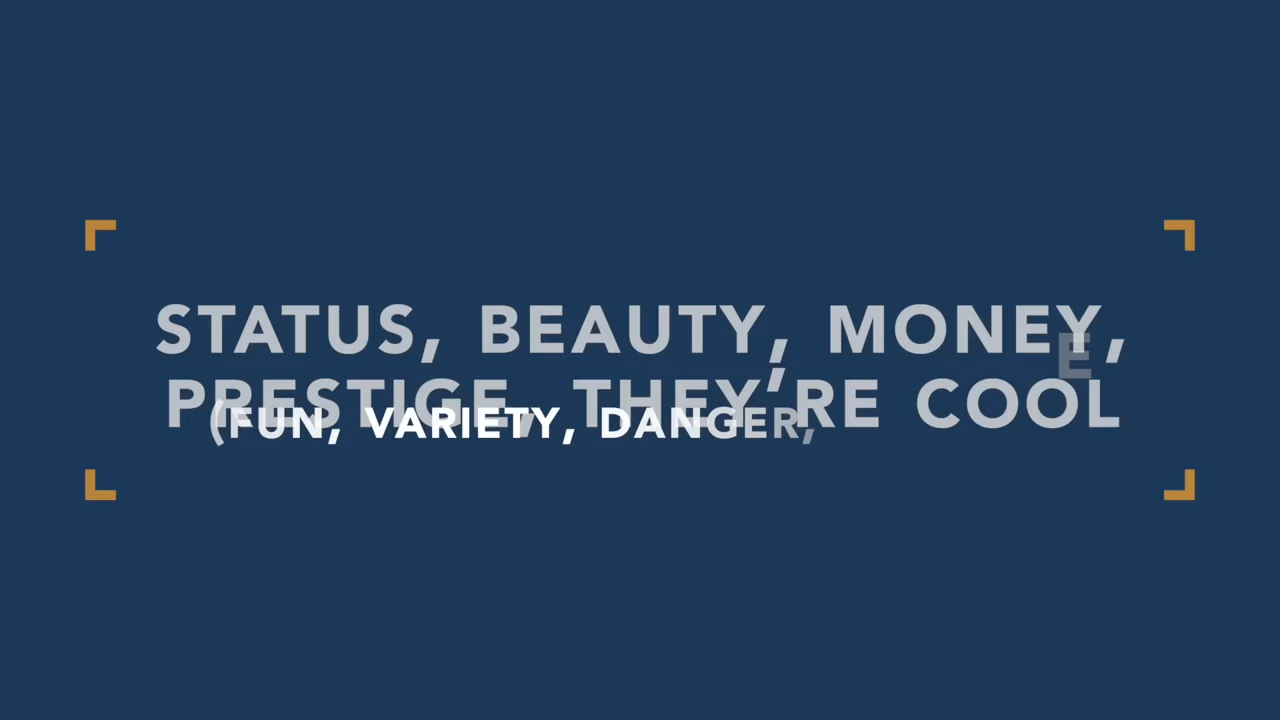 STATUS, BEAUTY, MONEY,
E
PRESTIGE, THEY'RE COOL
(FUN, VARIETY, DANGER,